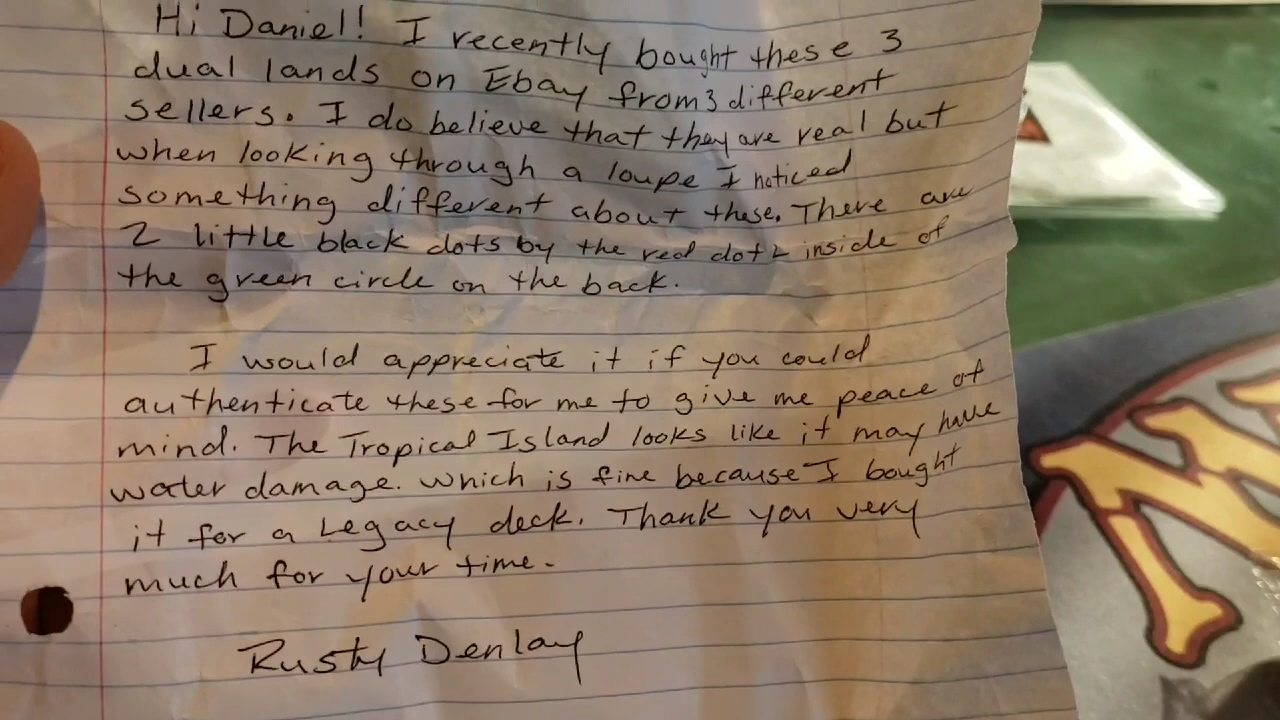 Hi Daniel! I recently bought these 3
dual lands on Ebay from 3 different
sellers. I do believe that they are real but
when looking through a loupe I noticed
something different about these. There are
2 little black dots by the red dots inside of
the green circle on the back.
I would appreciate it if you could
authenticate these for me to give me peace of
mind. The Tropical Island looks like it may have
water damage. which is fine because I bought
it for a Legacy deck. Thank you very
much for your time.
Rusty Denlay